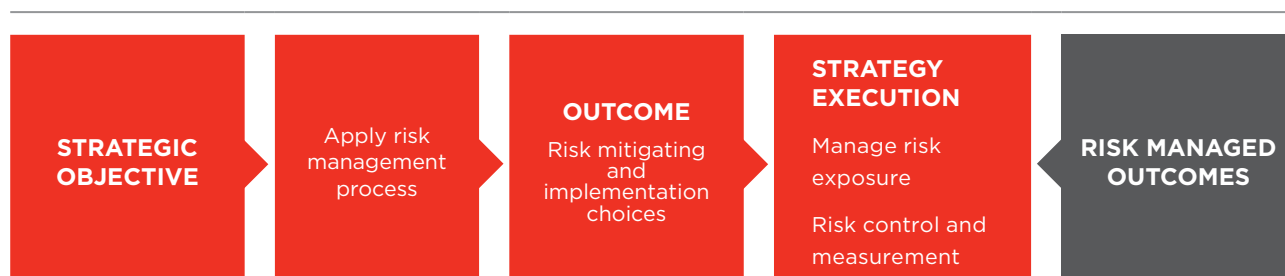 STRATEGIC
OBJECTIVE
Apply risk
management
process
OUTCOME
Risk mitigating
and
implementation
choices
STRATEGY
EXECUTION
Manage risk
exposure
Risk control and
measurement
RISK MANAGED
OUTCOMES